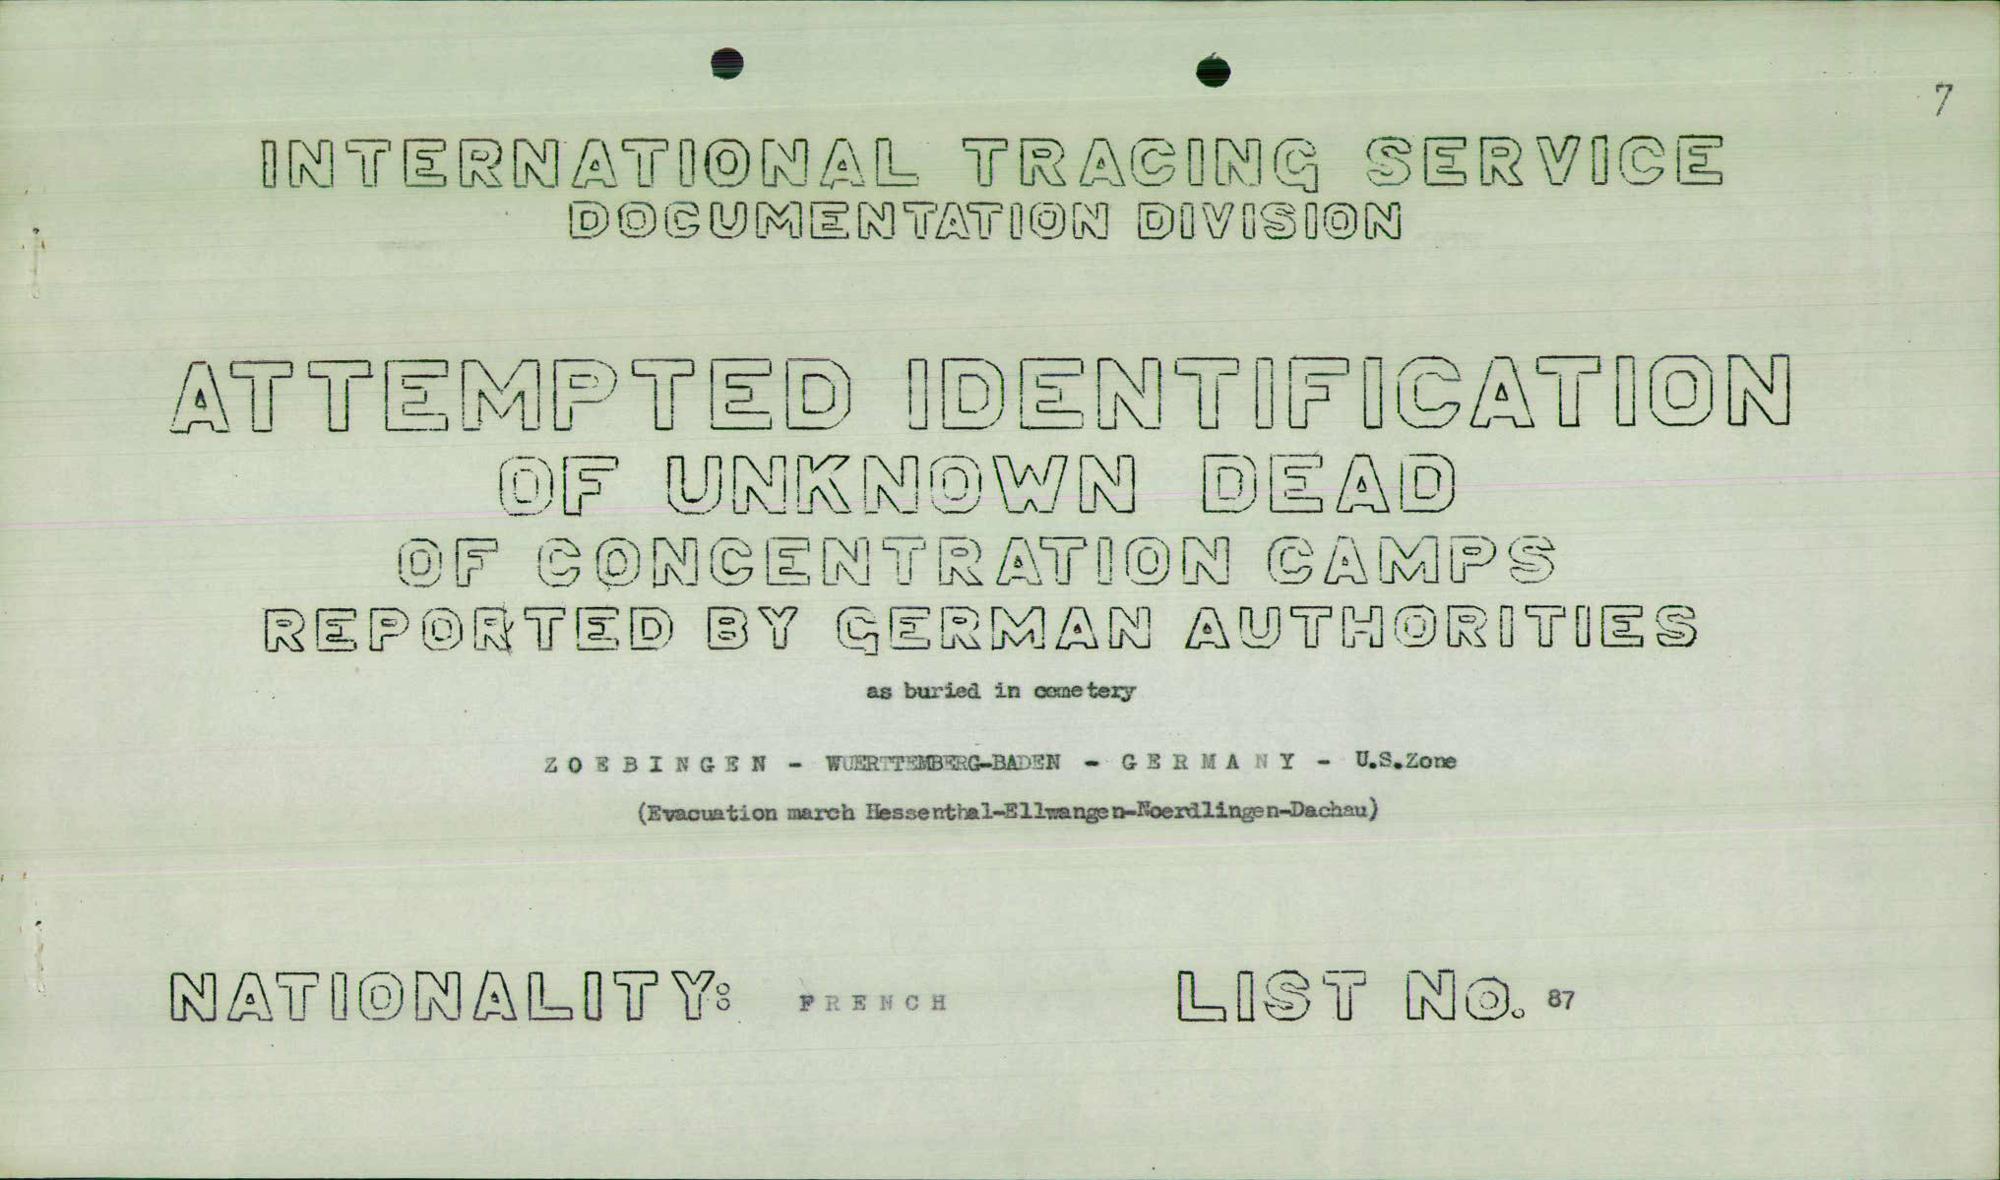 7
INTERNATIONAL TRACING SERVICE
DOCUMENTATION DIVISION
ATTEMPTED IDENTIFICATION
OF UNKNOWN DEAD
OF CONCENTRATION CAMPS
REPORTED BY GERMAN AUTHORITIES
as buried in cemetery
ZOEBINGEN - WUERTTEMBERG-BADEN - GERMANY - U.S.Zone
(Evacuation march Hessenthal-Ellwangen-Noerdlingen-Dachau)
NATIONALITY: FRENCH LIST No. 87